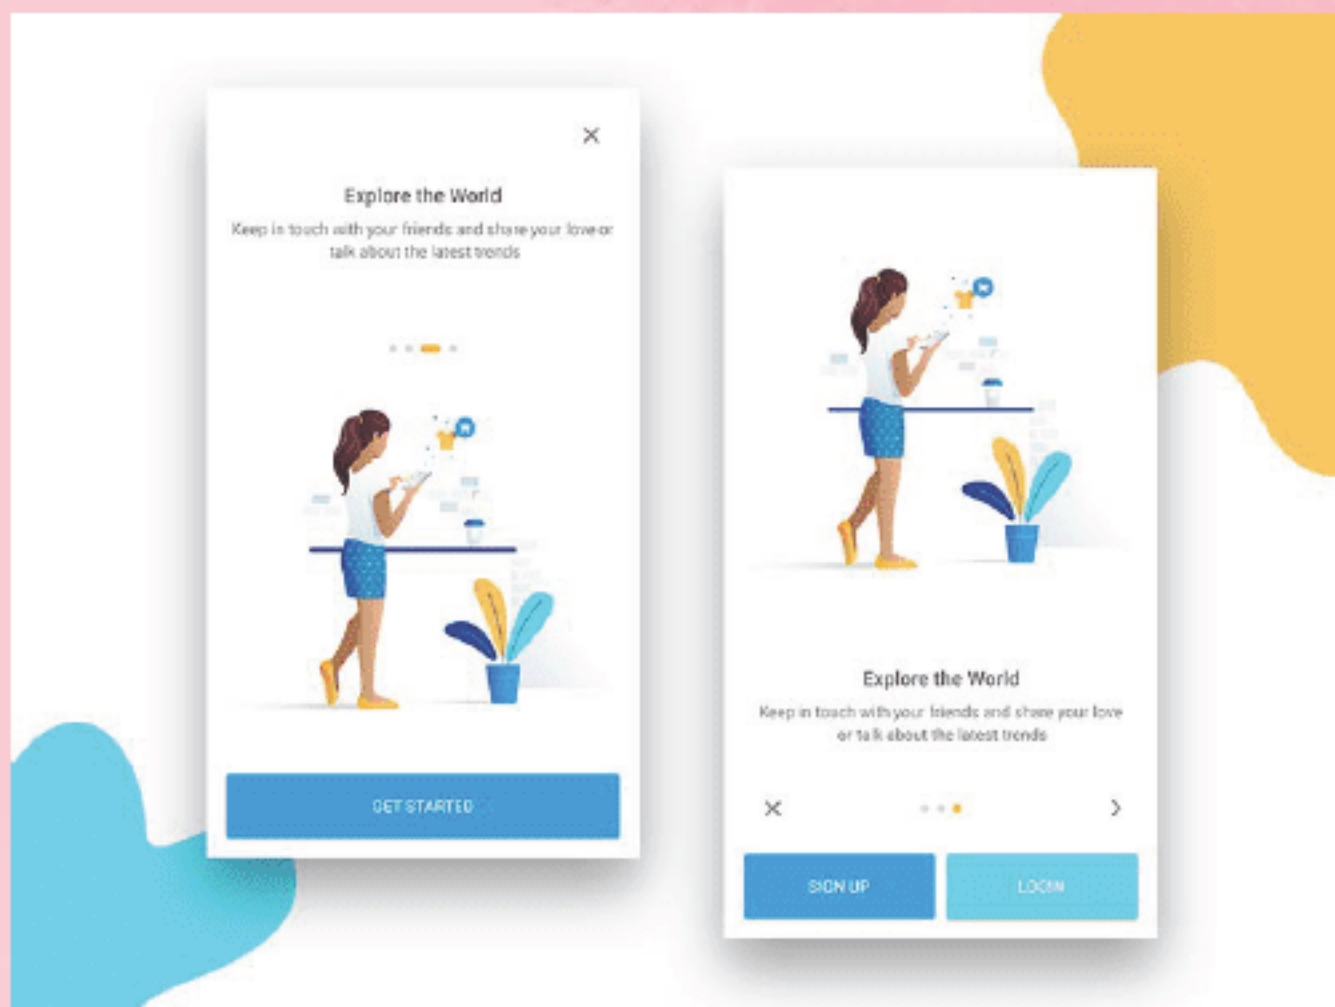 Explore the World
Keep in touch with your friends and share your love or
talk about the latest trends
GET STARTED
Explore the World
Keep in touch with your friends and share your love
or talk about the latest trends
SIGN UP
LOGIN